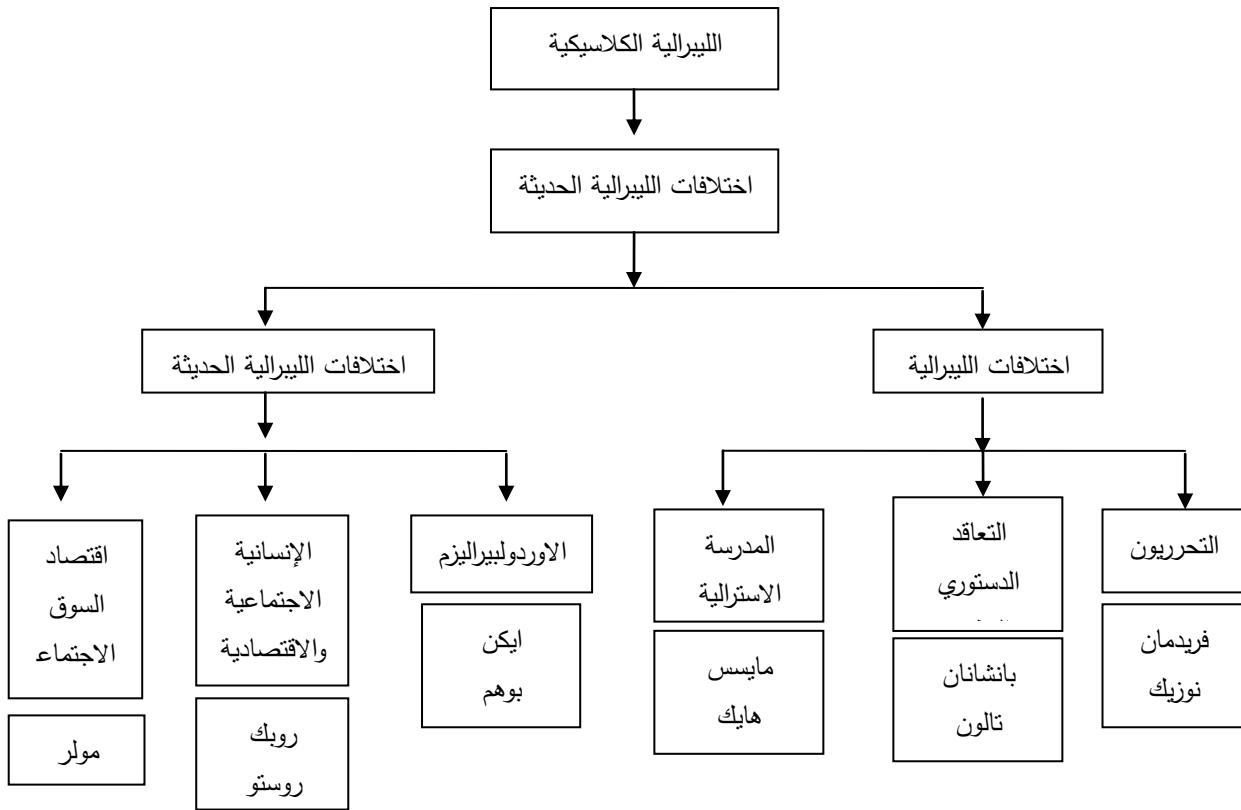 الليبرالية الكلاسيكية
اختلافات الليبرالية الحديثة
اختلافات الليبرالية
اختلافات الليبرالية الحديثة
التحرريون
فريدمان
نوزيك
التعاقد
الدستوري
بانشانان
تالون
المدرسة
الاسترالية
مايسس
هايك
الاوردولبيراليزم
ايكن
بوهم
الإنسانية
الاجتماعية
والاقتصادية
روبك
روستو
اقتصاد
السوق
الاجتماع
مولر